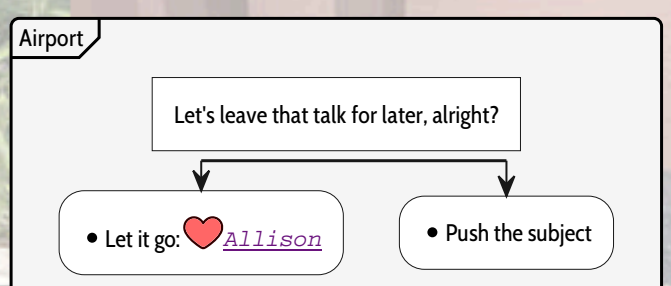 Airport
Let's leave that talk for later, alright?
• Let it go: Allison
• Push the subject